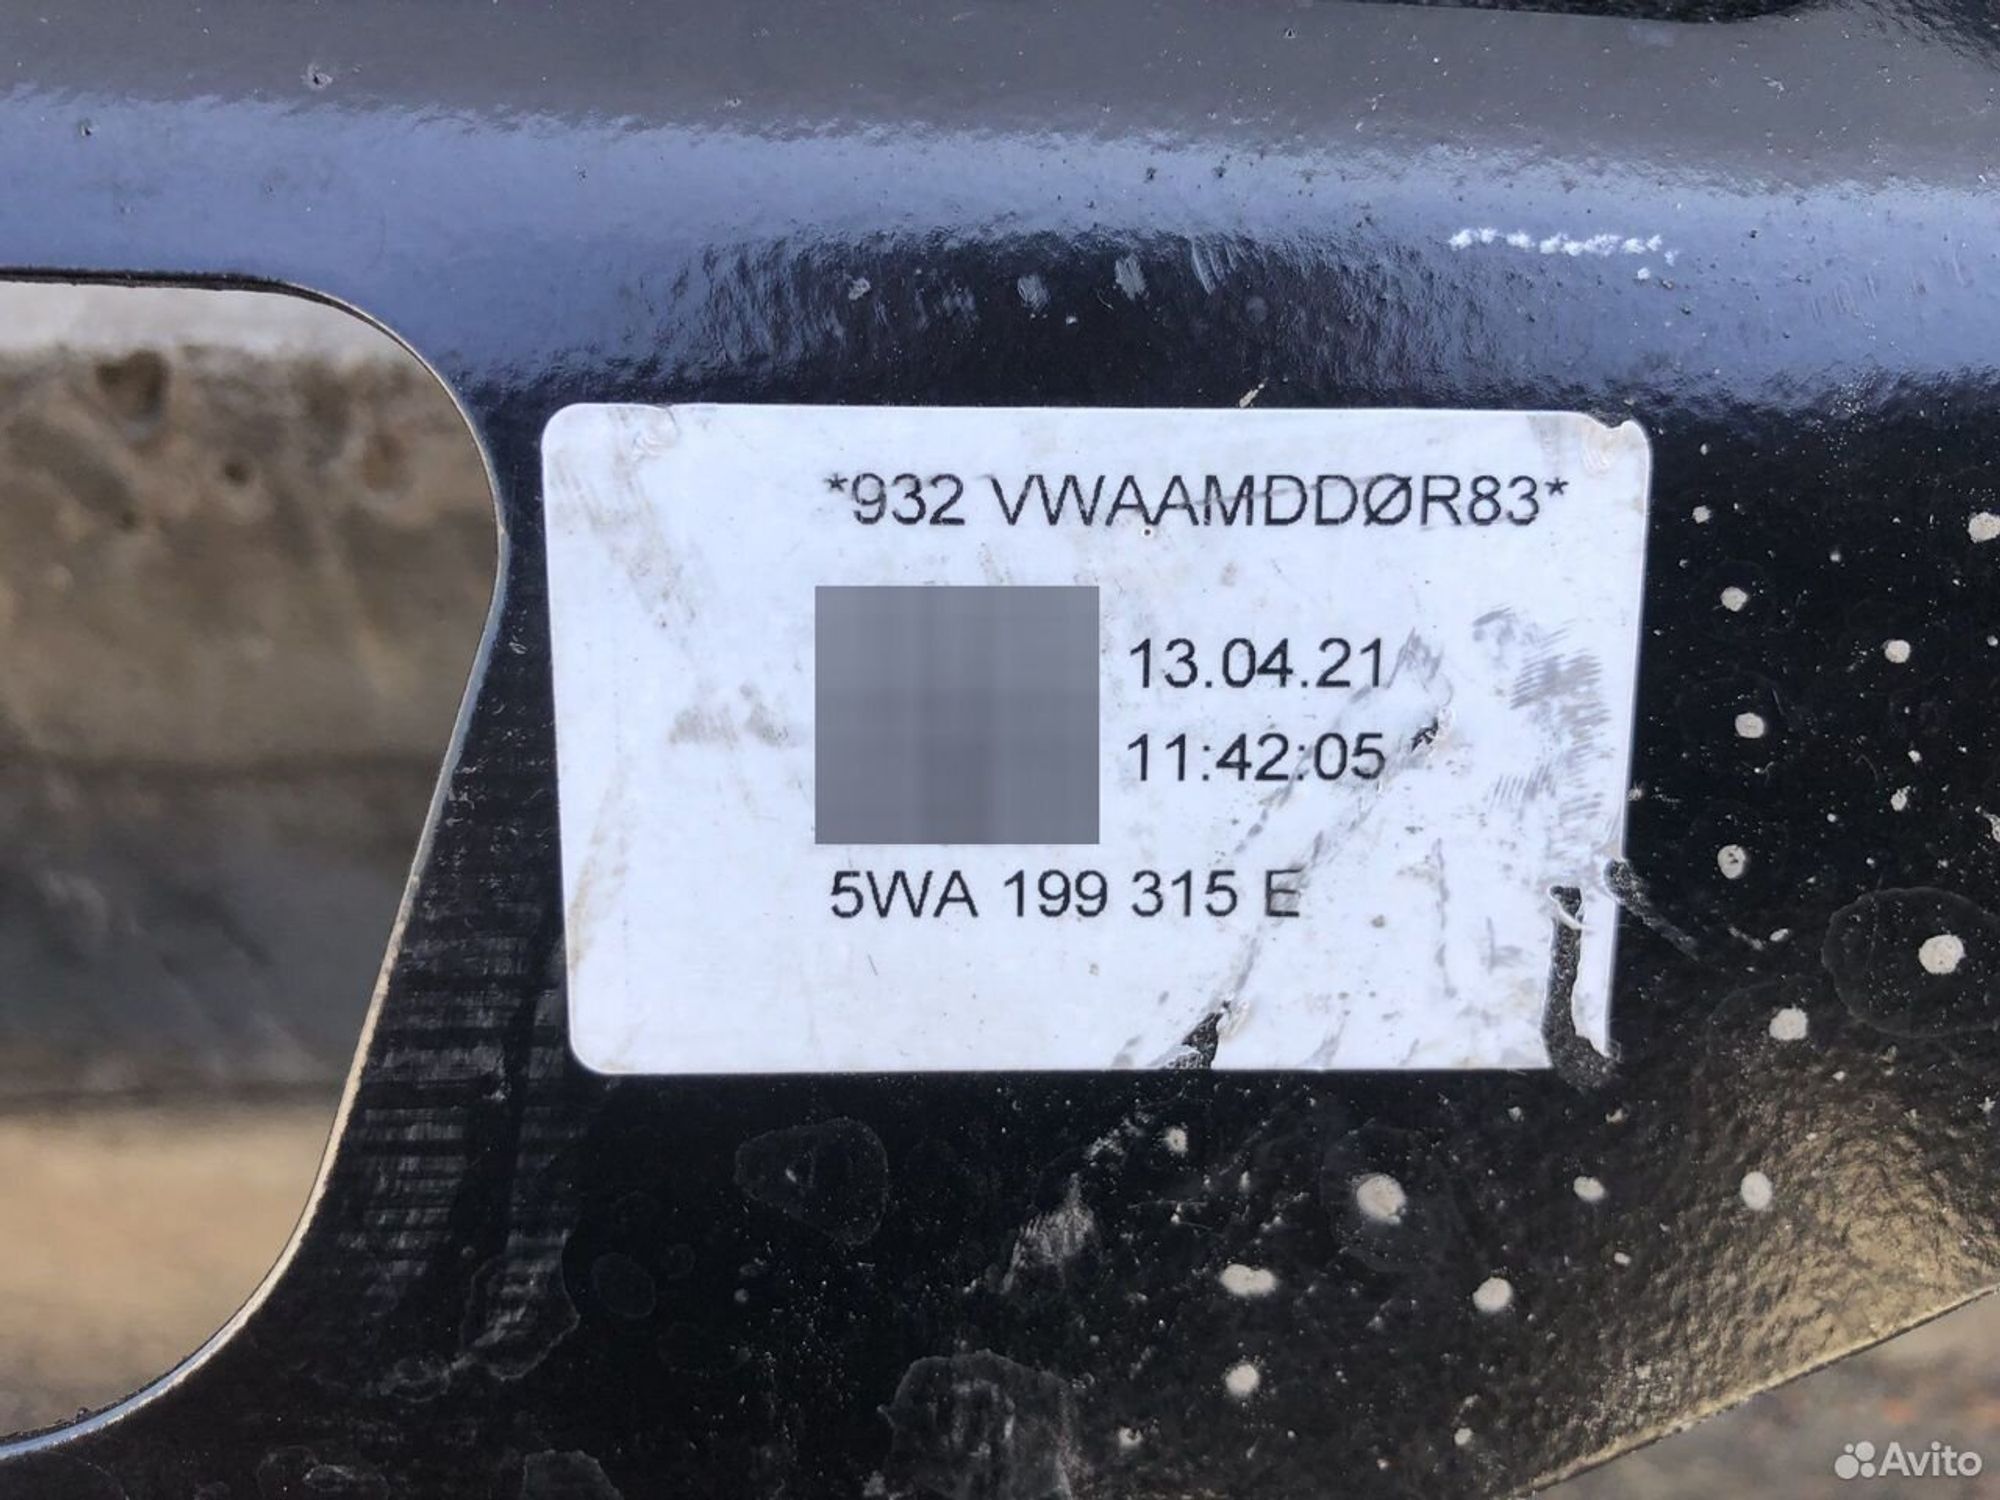 *932 VWAAMDDØR83*
13.04.21
11:42:05
5WA 199 315 E
Avito